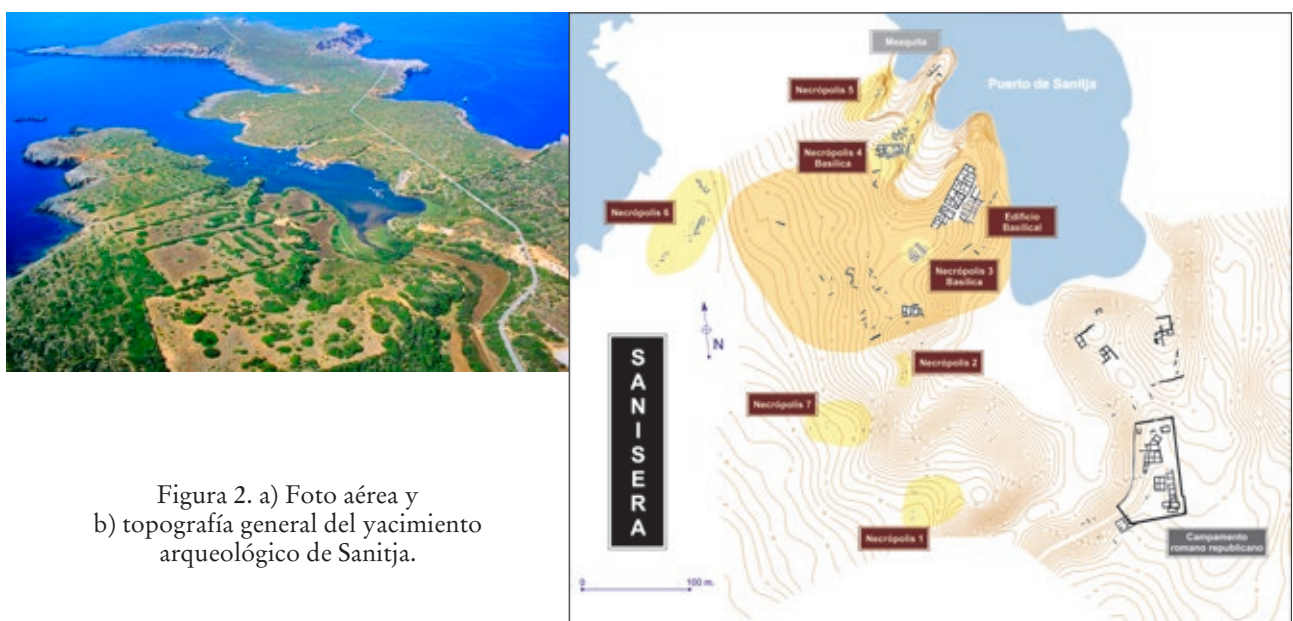 Mezquita
Puerto de Sanitja
Necrópolis 5
Necrópolis 4
Basílica
Necrópolis 6
Edificio
Basilical
Necrópolis 3
Basílica
N
SANISERA
Necrópolis 2
Necrópolis 7
Necrópolis 1
Campamento
romano republicano
0 100 m.
Figura 2. a) Foto aérea y
b) topografía general del yacimiento
arqueológico de Sanitja.